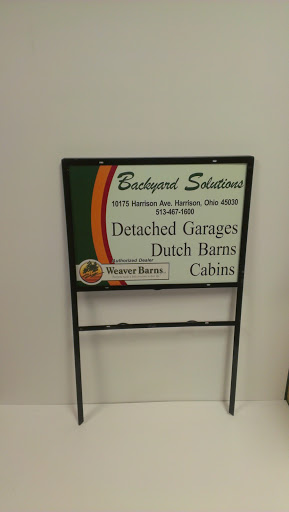 Backyard Solutions
10175 Harrison Ave. Harrison, Ohio 45030
513-467-1600
Detached Garages
Dutch Barns
Cabins
Authorized Dealer
Weaver Barns